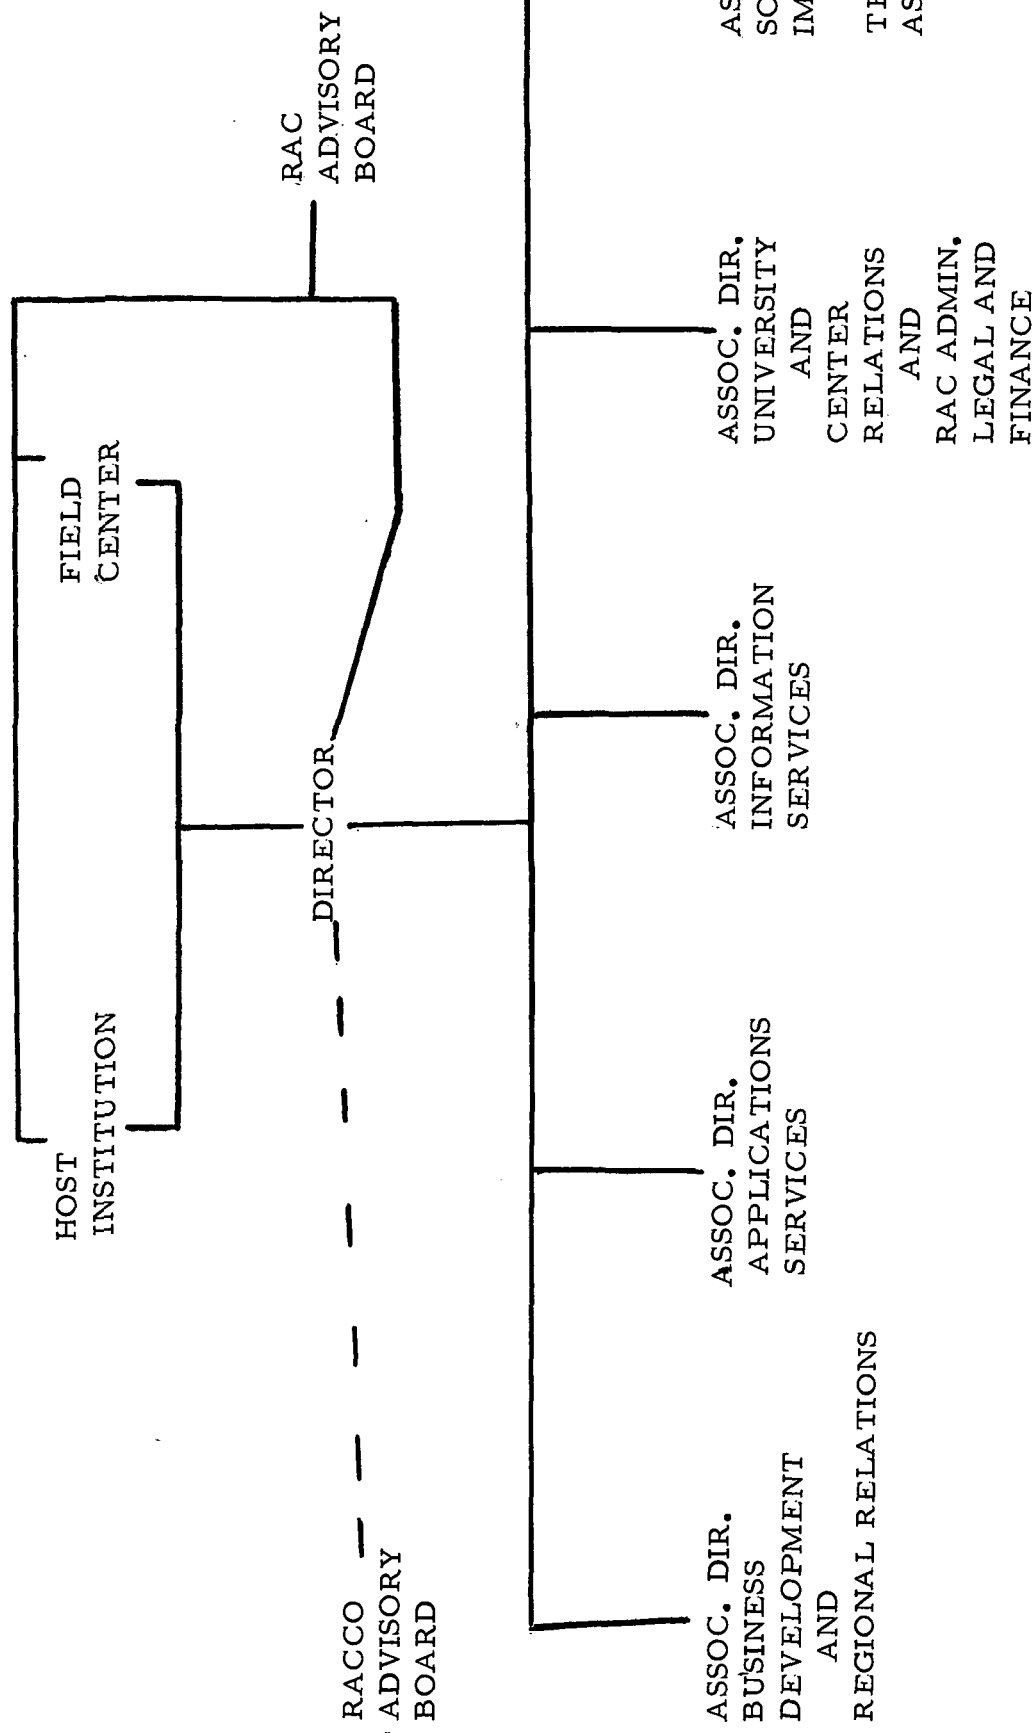 HOST
INSTITUTION
FIELD
CENTER
RAC
ADVISORY
BOARD
DIRECTOR
RACCO
ADVISORY
BOARD
ASSOC. DIR.
BUSINESS
DEVELOPMENT
AND
REGIONAL RELATIONS
ASSOC. DIR.
APPLICATIONS
SERVICES
ASSOC. DIR.
INFORMATION
SERVICES
ASSOC. DIR.
UNIVERSITY
AND
CENTER
RELATIONS
AND
RAC ADMIN.
LEGAL AND
FINANCE